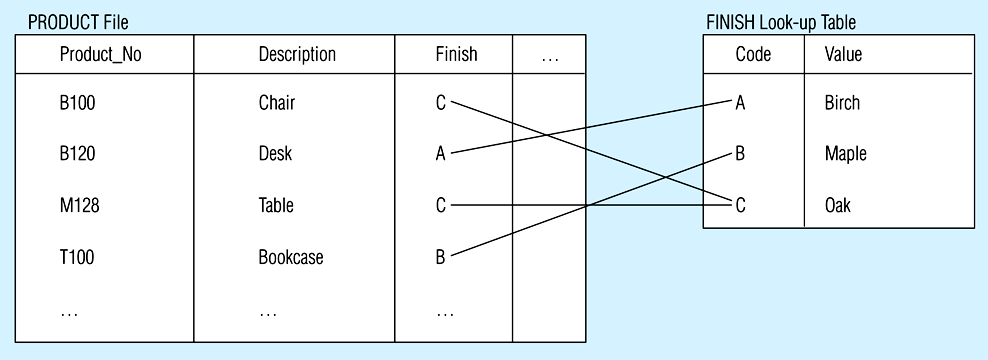 PRODUCT File
Product_No Description Finish ...
B100 Chair C
B120 Desk A
M128 Table C
T100 Bookcase B
... ... ...
FINISH Look-up Table
Code Value
A Birch
B Maple
C Oak